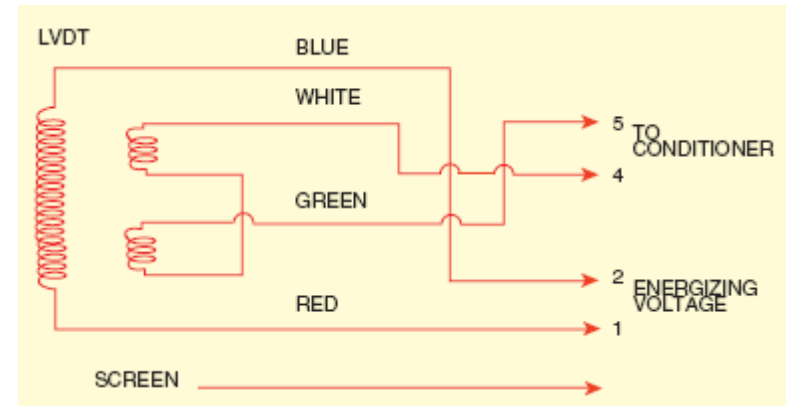 LVDT
BLUE
WHITE
5 TO
CONDITIONER
4
GREEN
2 ENERGIZING
VOLTAGE
RED
1
SCREEN